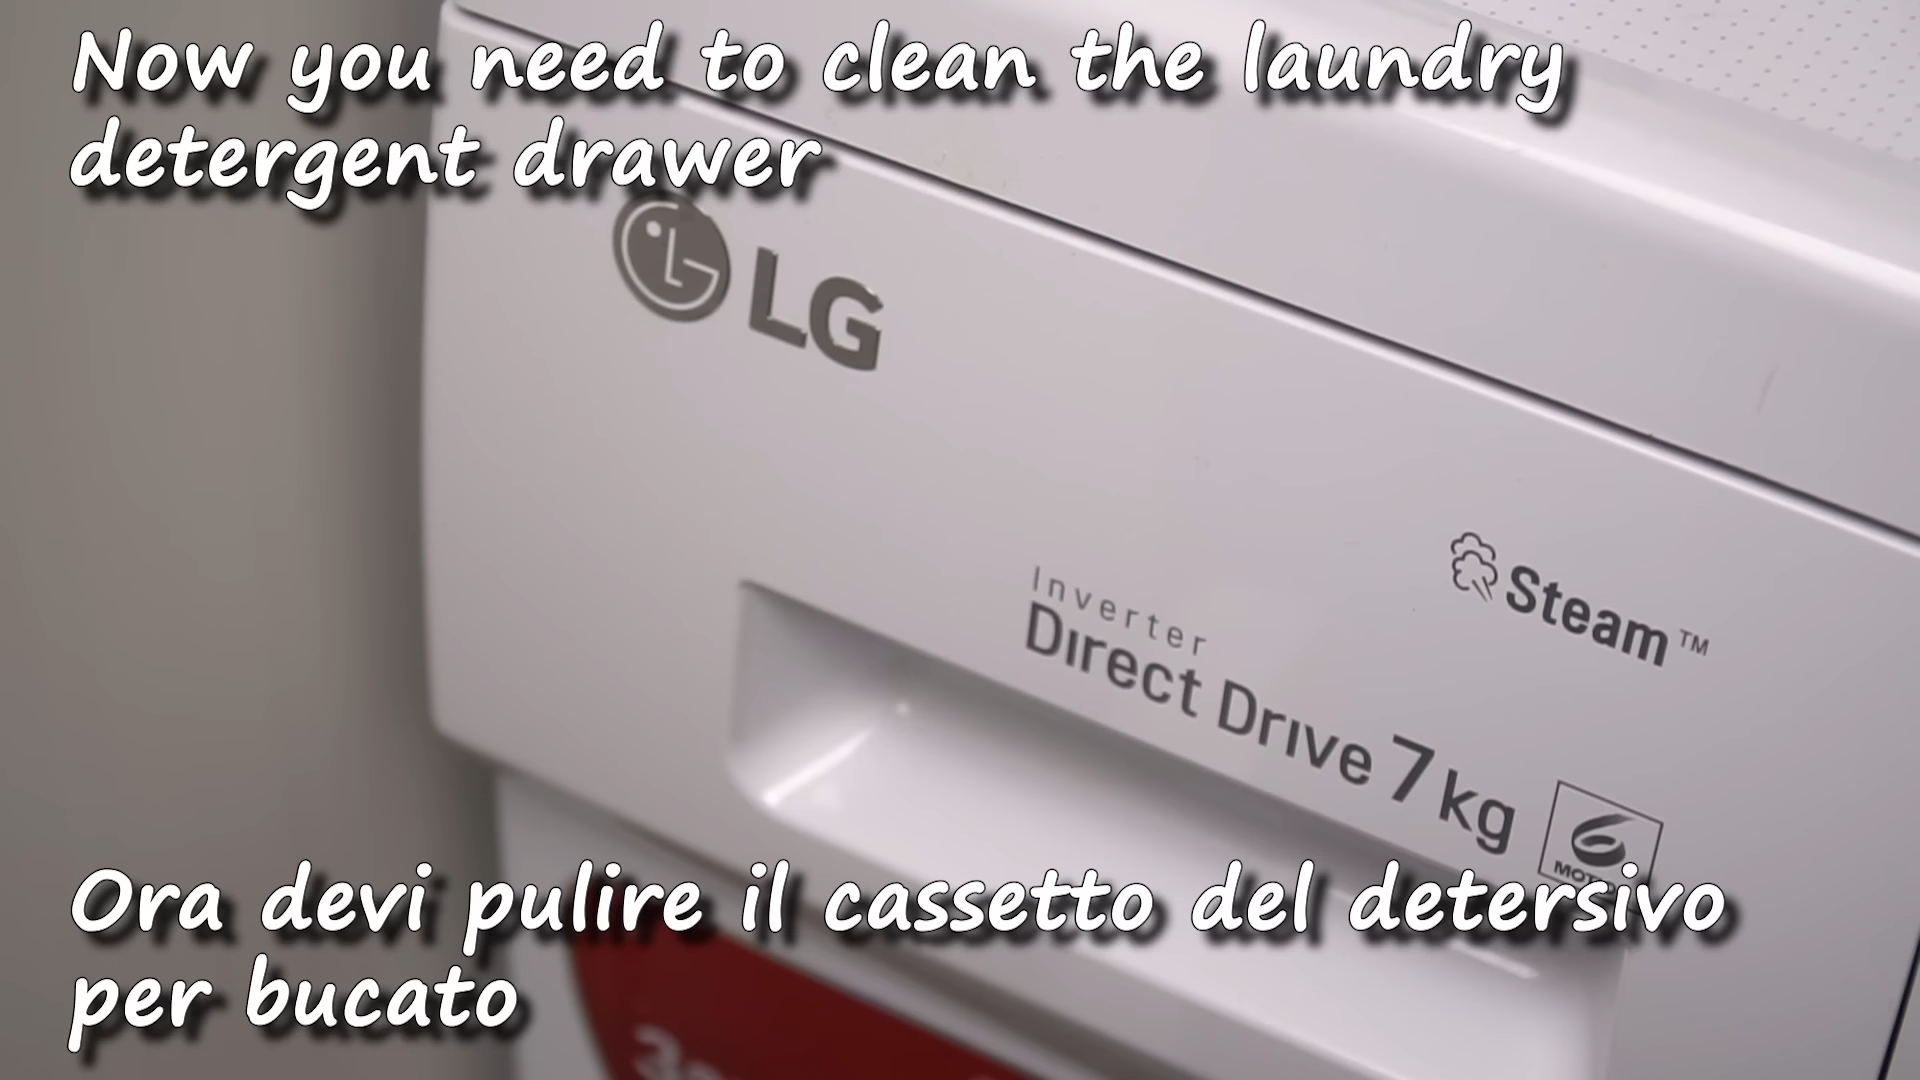 Now you need to clean the laundry
detergent drawer
LG
Steam™
Inverter
Direct Drive 7kg
6
Ora devi pulire il cassetto del detersivo
per bucato